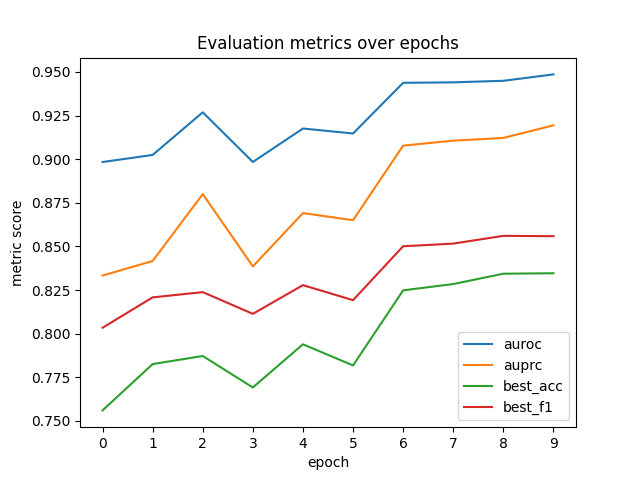 Evaluation metrics over epochs
metric score
0.950
0.925
0.900
0.875
0.850
0.825
0.800
0.775
0.750
auroc
auprc
best_acc
best_f1
0 1 2 3 4 5 6 7 8 9
epoch